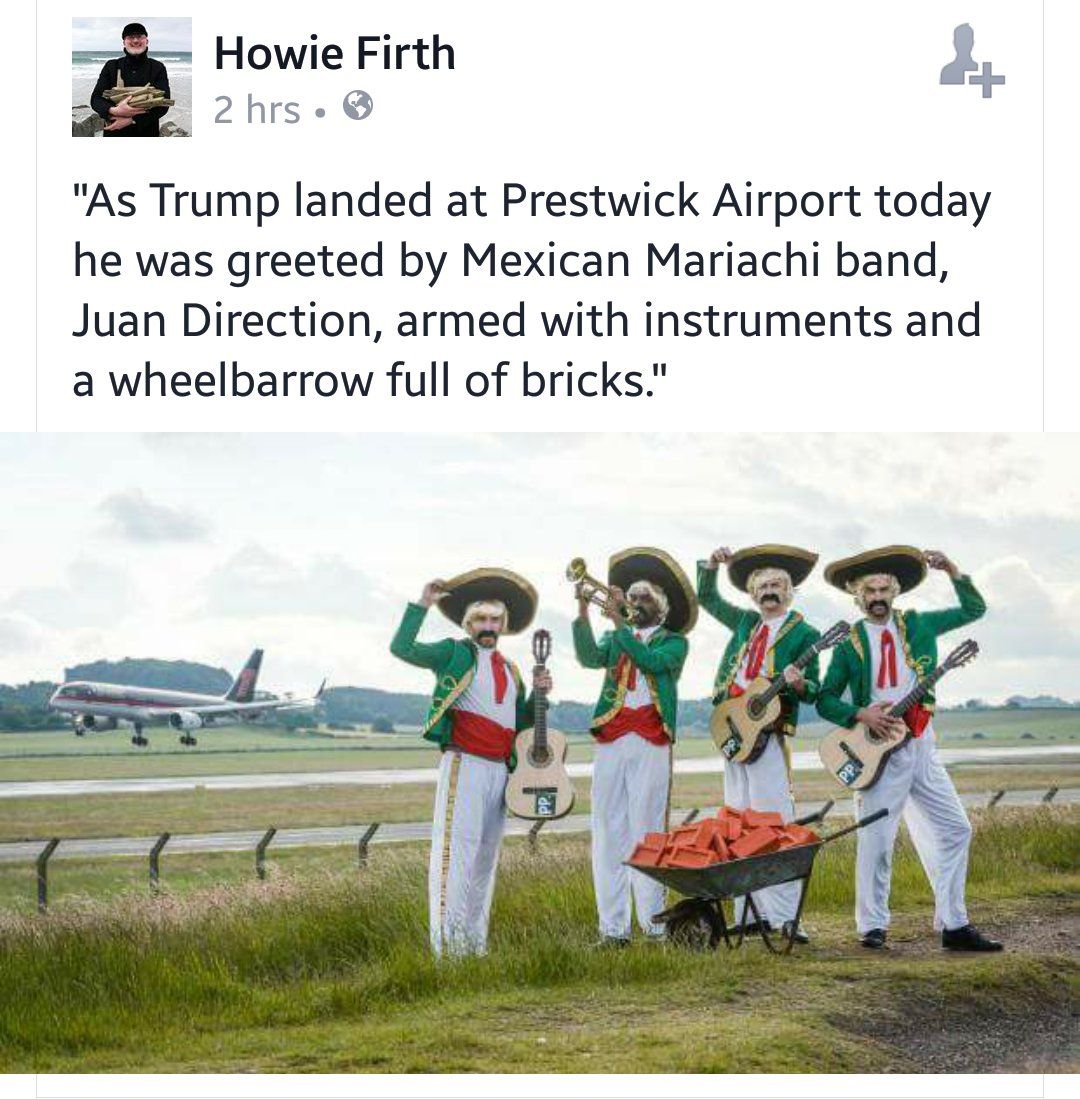 Howie Firth
2 hrs •
"As Trump landed at Prestwick Airport today
he was greeted by Mexican Mariachi band,
Juan Direction, armed with instruments and
a wheelbarrow full of bricks."
PP
PP
PP